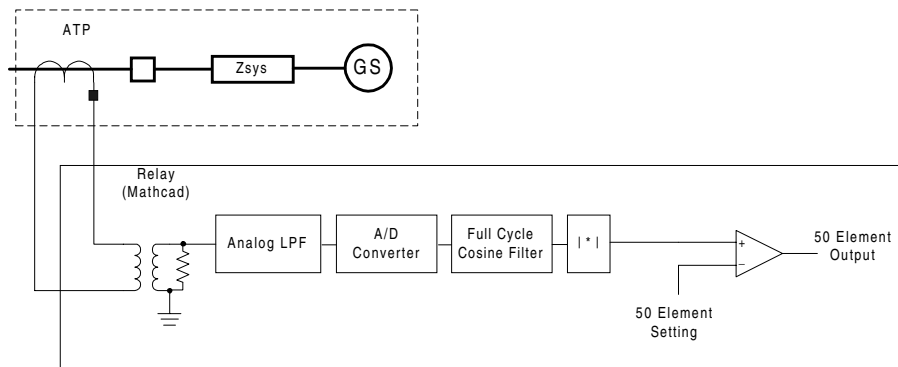 ATP
Zsys
GS
Relay
(Mathcad)
Analog LPF
A/D
Converter
Full Cycle
Cosine Filter
| * |
+
−
50 Element
Output
50 Element
Setting